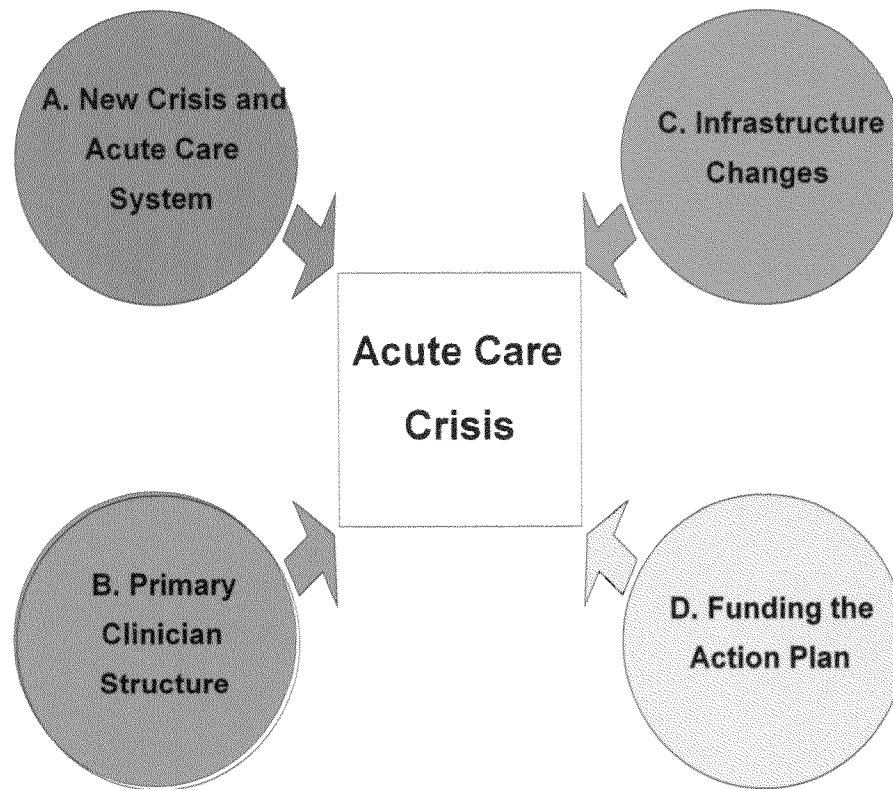 A. New Crisis and
Acute Care
System
C. Infrastructure
Changes
Acute Care
Crisis
B. Primary
Clinician
Structure
D. Funding the
Action Plan